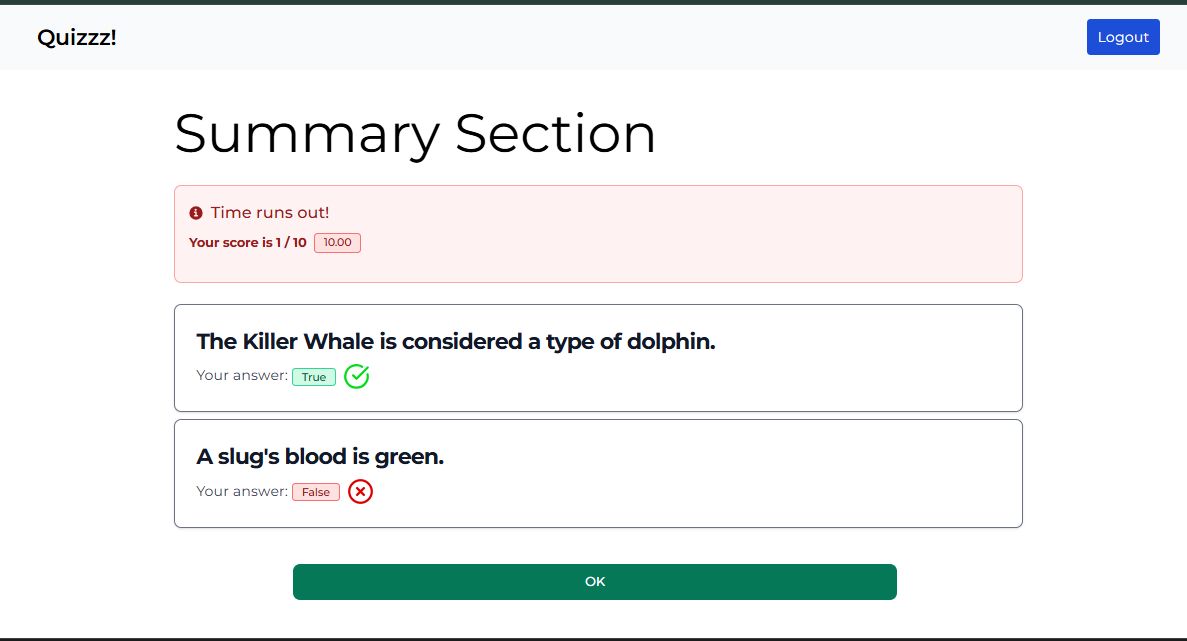 Quizzz!
Logout
Summary Section
Time runs out!
Your score is 1 / 10 10.00
The Killer Whale is considered a type of dolphin.
Your answer: True
A slug's blood is green.
Your answer: False
OK